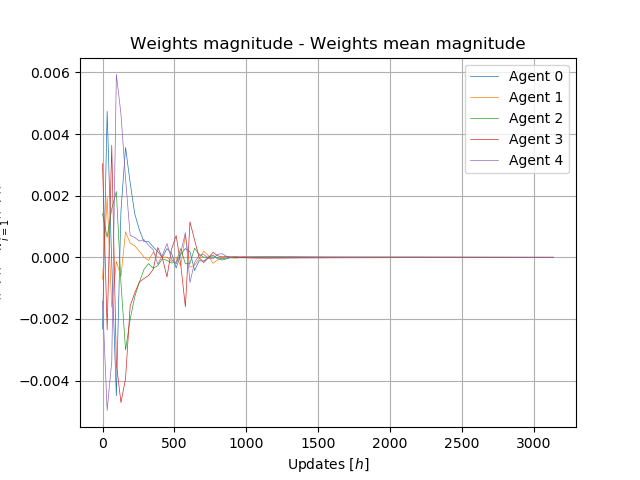 Weights magnitude - Weights mean magnitude
0.006
0.004
0.002
0.000
−0.002
−0.004
0
500
1000
1500
2000
2500
3000
Updates [h]
Agent 0
Agent 1
Agent 2
Agent 3
Agent 4